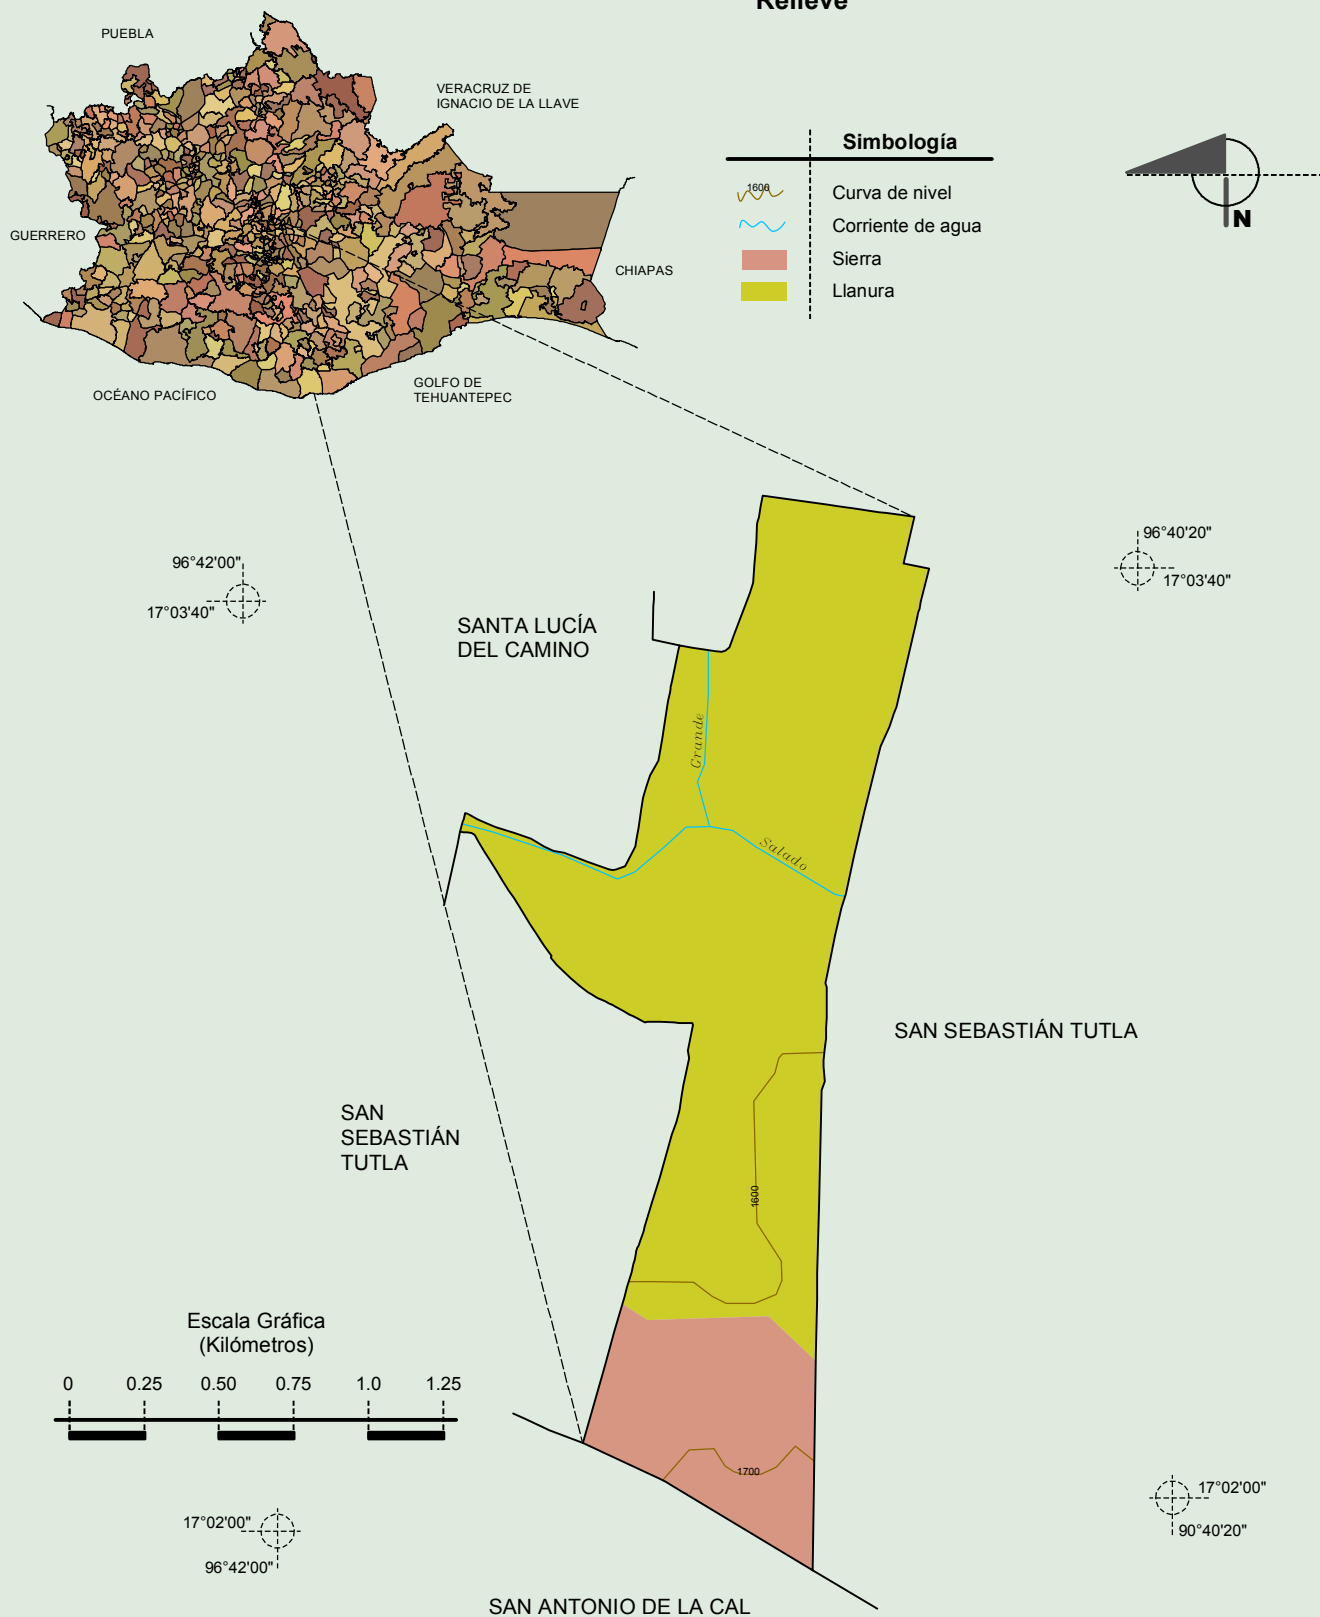 Relieve
PUEBLA
VERACRUZ DE
IGNACIO DE LA LLAVE
GUERRERO
CHIAPAS
OCÉANO PACÍFICO
GOLFO DE
TEHUANTEPEC
Simbología
1600
Curva de nivel
Corriente de agua
Sierra
Llanura
N
96°42'00"
17°03'40"
96°40'20"
17°03'40"
SANTA LUCÍA
DEL CAMINO
Grande
Salado
SAN SEBASTIÁN TUTLA
SAN
SEBASTIÁN
TUTLA
1600
Escala Gráfica
(Kilómetros)
0 0.25 0.50 0.75 1.0 1.25
1700
17°02'00"
96°42'00"
17°02'00"
90°40'20"
SAN ANTONIO DE LA CAL